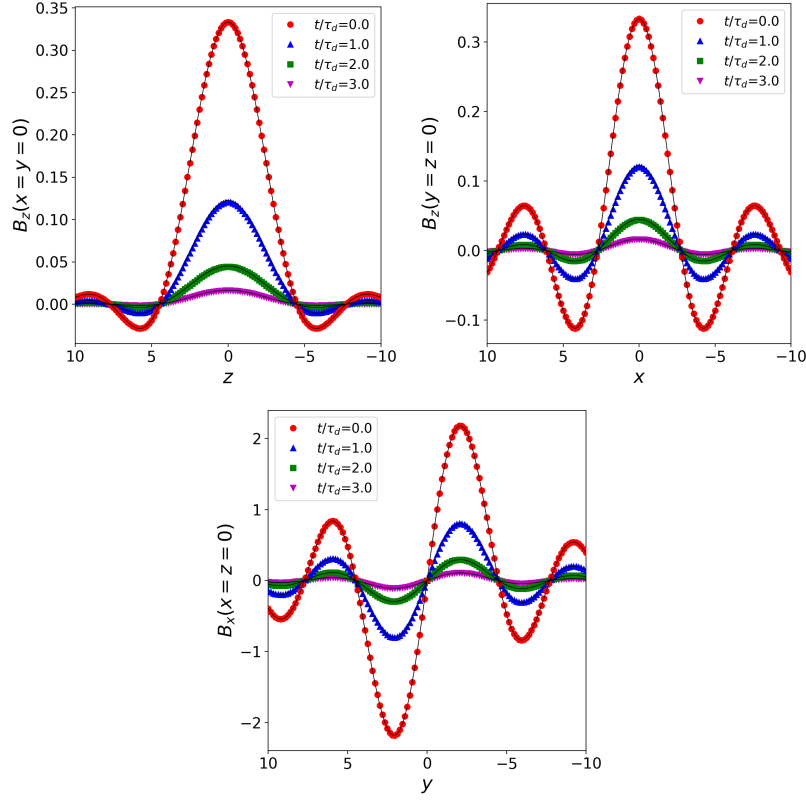 0.35
0.30
0.25
0.20
0.15
0.10
0.05
0.00
B_z(x = y = 0)
t/τ_d=0.0
t/τ_d=1.0
t/τ_d=2.0
t/τ_d=3.0
10 5 0 −5 −10
z
0.3
0.2
0.1
0.0
−0.1
B_z(y = z = 0)
t/τ_d=0.0
t/τ_d=1.0
t/τ_d=2.0
t/τ_d=3.0
10 5 0 −5 −10
x
2
1
0
−1
−2
B_x(x = z = 0)
t/τ_d=0.0
t/τ_d=1.0
t/τ_d=2.0
t/τ_d=3.0
10 5 0 −5 −10
y